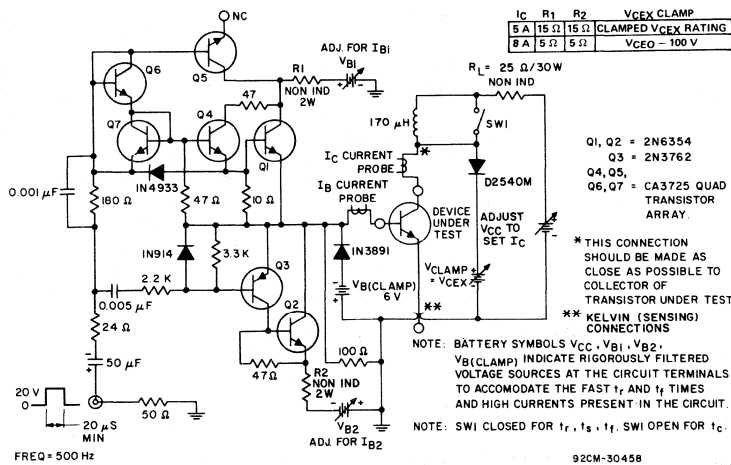 NC
IC R1 R2 VCEX CLAMP
5 A 15 Ω 15 Ω CLAMPED VCEX RATING
8 A 5 Ω 5 Ω VCEO – 100 V
Q6
Q5
ADJ. FOR IB1
VB1
R1
NON IND
2W
RL = 25 Ω/30W
NON IND
47
Q4
Q7
Q1
170 μH
SW1
IC CURRENT
PROBE
*
Q1, Q2 = 2N6354
Q3 = 2N3762
Q4, Q5,
Q6, Q7 = CA3725 QUAD
TRANSISTOR
ARRAY.
1N4933
D2540M
0.001 μF
180 Ω
47 Ω
10 Ω
IB CURRENT
PROBE
DEVICE
UNDER
TEST
ADJUST
VCC TO
SET IC
1N914
3.3 K
Q3
1N3891
* THIS CONNECTION
SHOULD BE MADE AS
CLOSE AS POSSIBLE TO
COLLECTOR OF
TRANSISTOR UNDER TEST
2.2 K
0.005 μF
Q2
VB(CLAMP)
6 V
VCLAMP =
VCEX
**
** KELVIN (SENSING)
CONNECTIONS
24 Ω
50 μF
47 Ω
R2
NON IND
2W
100 Ω
NOTE: BATTERY SYMBOLS VCC, VB1, VB2,
VB(CLAMP) INDICATE RIGOROUSLY FILTERED
VOLTAGE SOURCES AT THE CIRCUIT TERMINALS
TO ACCOMODATE THE FAST tr AND tf TIMES
AND HIGH CURRENTS PRESENT IN THE CIRCUIT.
20 V
0
20 μS
MIN
50 Ω
VB2
ADJ. FOR IB2
NOTE: SW1 CLOSED FOR tr, ts, tf. SW1 OPEN FOR tc.
FREQ = 500 Hz
92CM-30458